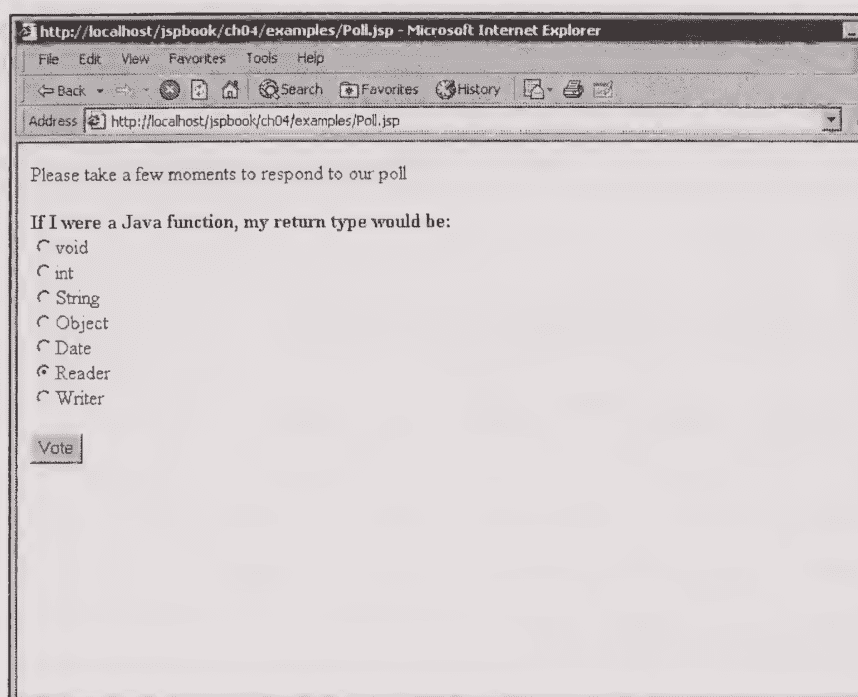 http://localhost/jspbook/ch04/examples/Poll.jsp - Microsoft Internet Explorer
File Edit View Favorites Tools Help
Back Search Favorites History
Address http://localhost/jspbook/ch04/examples/Poll.jsp
Please take a few moments to respond to our poll
If I were a Java function, my return type would be:
void
int
String
Object
Date
Reader
Writer
Vote